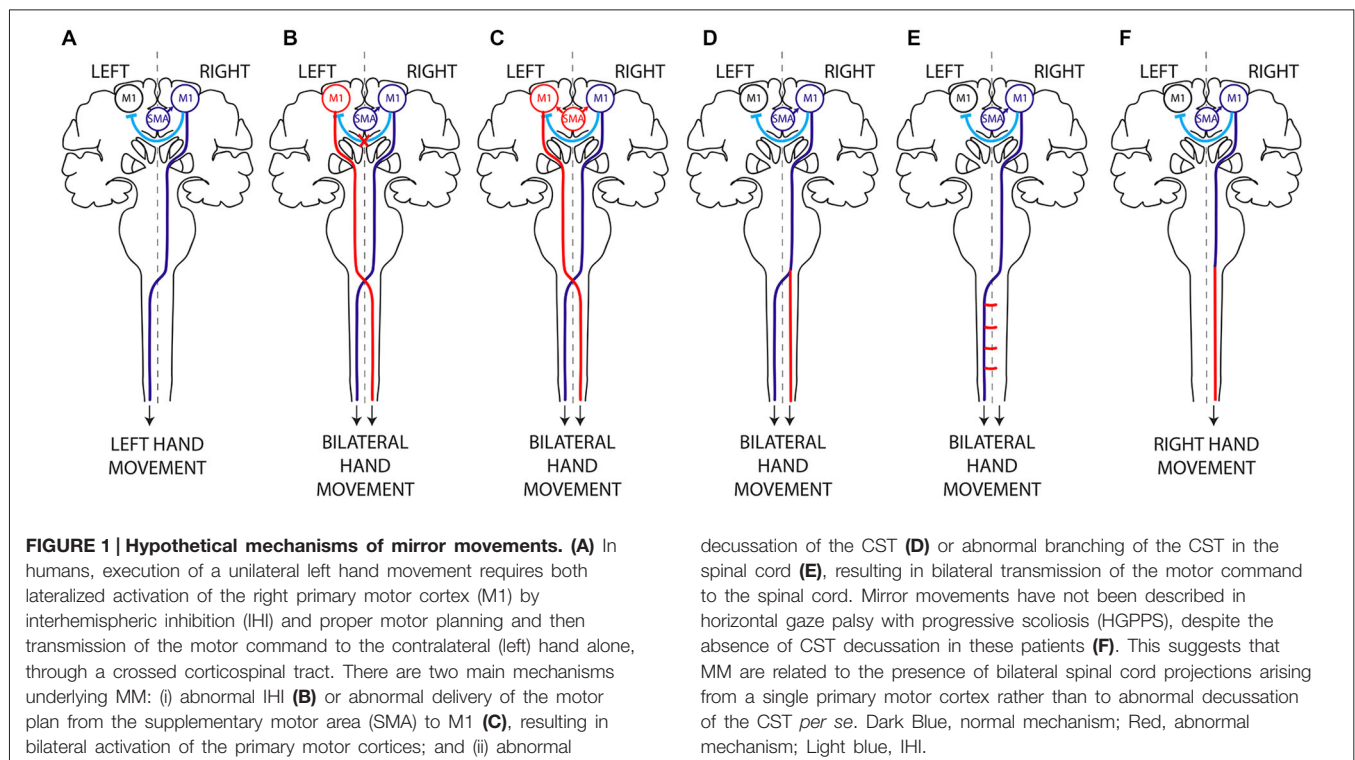 A B C D E F
LEFT RIGHT LEFT RIGHT LEFT RIGHT LEFT RIGHT LEFT RIGHT LEFT RIGHT
M1 M1 M1 M1 M1 M1 M1 M1 M1 M1 M1 M1
SMA SMA SMA SMA SMA SMA
LEFT HAND
MOVEMENT
BILATERAL
HAND
MOVEMENT
BILATERAL
HAND
MOVEMENT
BILATERAL
HAND
MOVEMENT
BILATERAL
HAND
MOVEMENT
RIGHT HAND
MOVEMENT
FIGURE 1 | Hypothetical mechanisms of mirror movements. (A) In
humans, execution of a unilateral left hand movement requires both
lateralized activation of the right primary motor cortex (M1) by
interhemispheric inhibition (IHI) and proper motor planning and then
transmission of the motor command to the contralateral (left) hand alone,
through a crossed corticospinal tract. There are two main mechanisms
underlying MM: (i) abnormal IHI (B) or abnormal delivery of the motor
plan from the supplementary motor area (SMA) to M1 (C), resulting in
bilateral activation of the primary motor cortices; and (ii) abnormal
decussation of the CST (D) or abnormal branching of the CST in the
spinal cord (E), resulting in bilateral transmission of the motor command
to the spinal cord. Mirror movements have not been described in
horizontal gaze palsy with progressive scoliosis (HGPPS), despite the
absence of CST decussation in these patients (F). This suggests that
MM are related to the presence of bilateral spinal cord projections arising
from a single primary motor cortex rather than to abnormal decussation
of the CST per se. Dark Blue, normal mechanism; Red, abnormal
mechanism; Light blue, IHI.